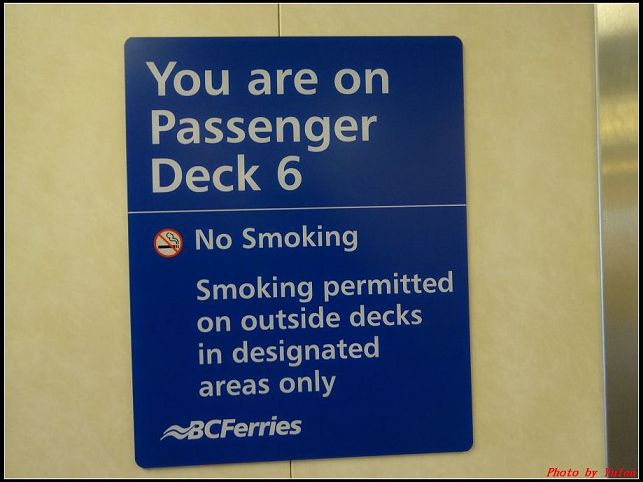 You are on
Passenger
Deck 6
No Smoking
Smoking permitted
on outside decks
in designated
areas only
BCFerries
Photo by Yufan